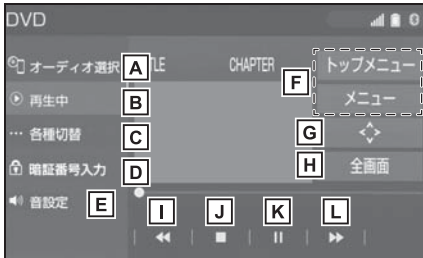 DVD
オーディオ選択 A TLE CHAPTER トップメニュー
F
再生中 B メニュー
各種切替 C G
暗証番号入力 D H 全画面
音設定 E
I J K L